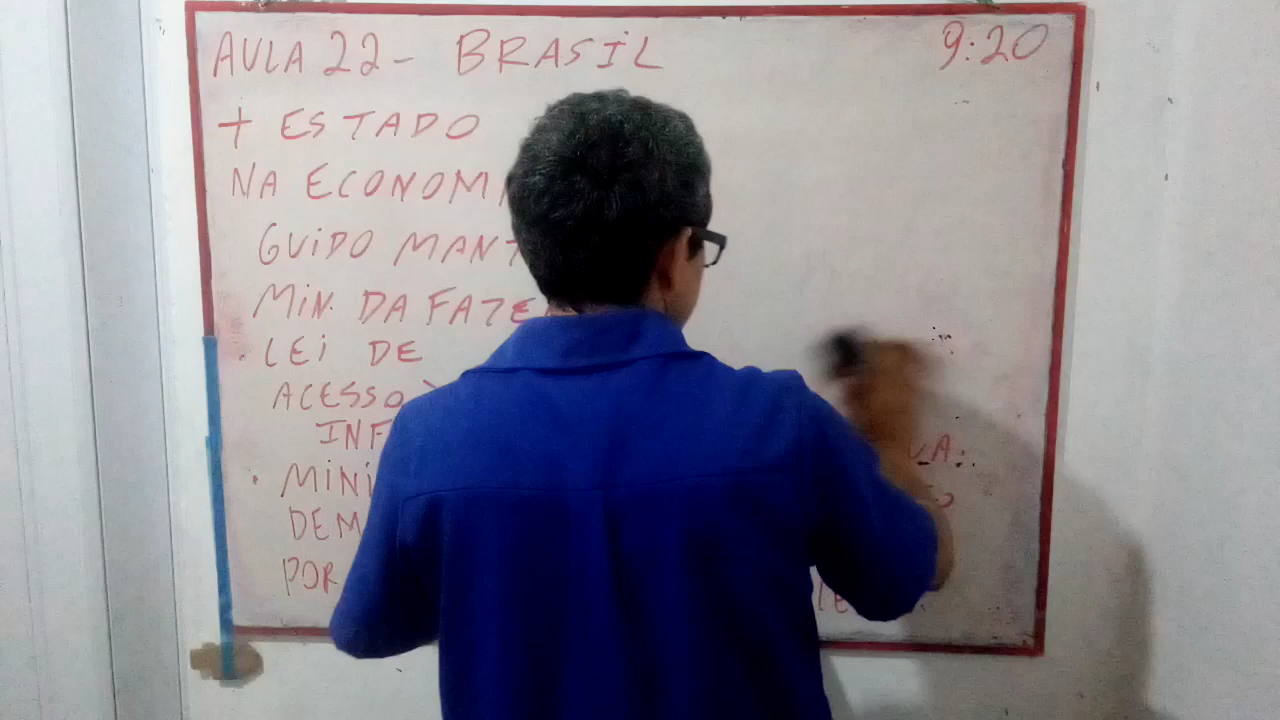 AULA 22 - BRASIL
9:20
+ ESTADO
NA ECONOMI
GUIDO MANT
MIN. DA FAZE
. LEI DE
ACESSO À
INF
. MINI
DEM
POR